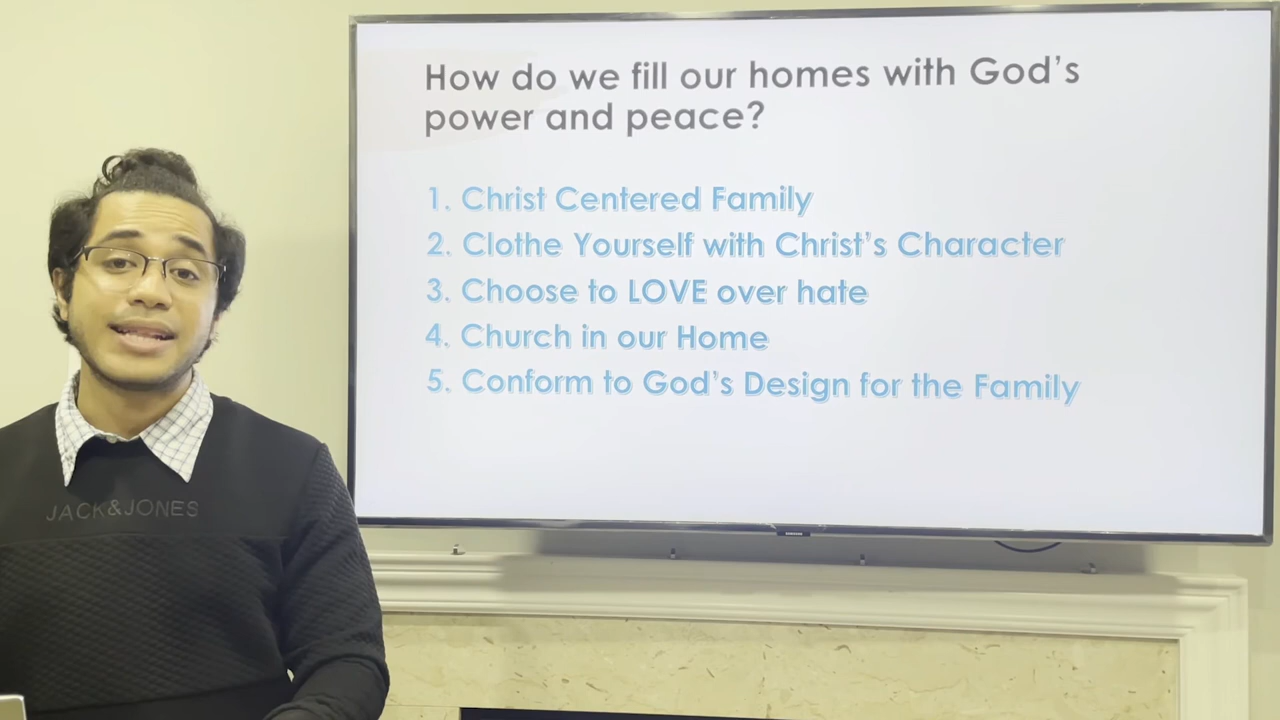 How do we fill our homes with God's
power and peace?
1. Christ Centered Family
2. Clothe Yourself with Christ's Character
3. Choose to LOVE over hate
4. Church in our Home
5. Conform to God's Design for the Family
JACK&JONES
SAMSUNG